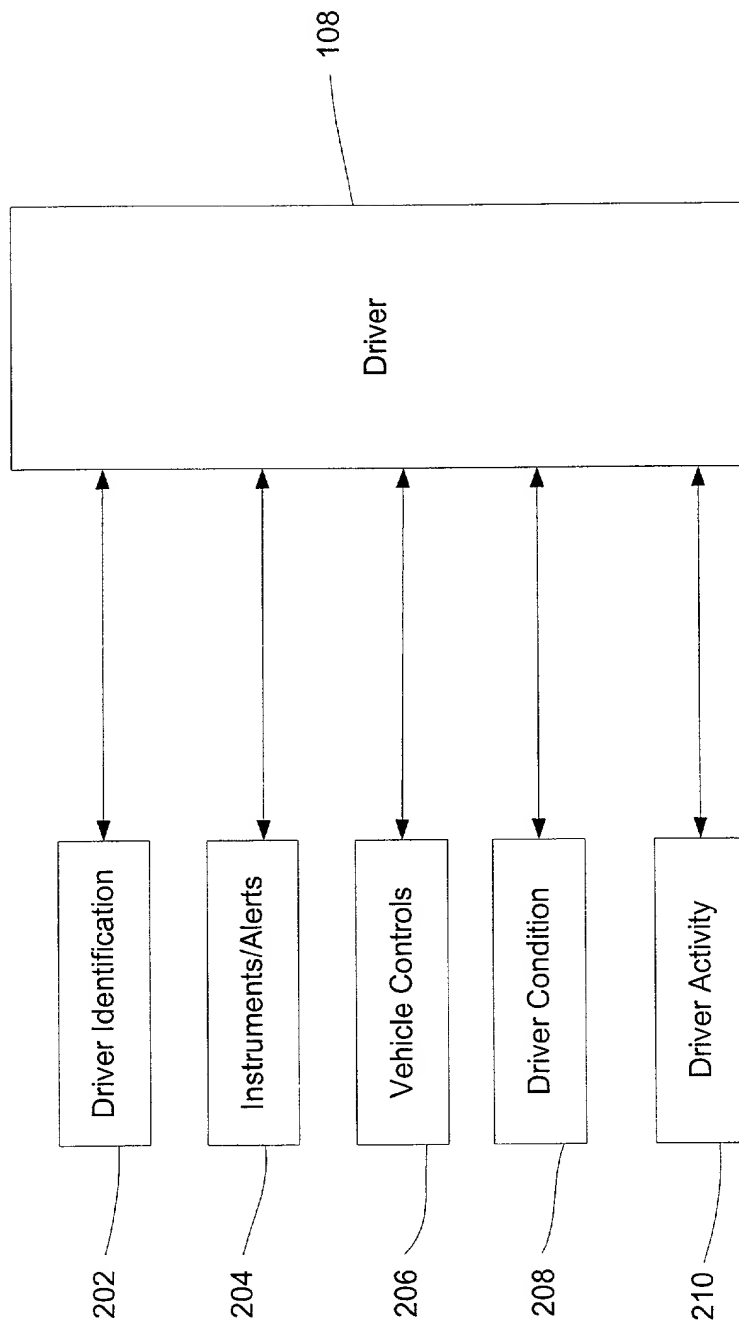 202
Driver Identification
204
Instruments/Alerts
206
Vehicle Controls
208
Driver Condition
210
Driver Activity
Driver
108